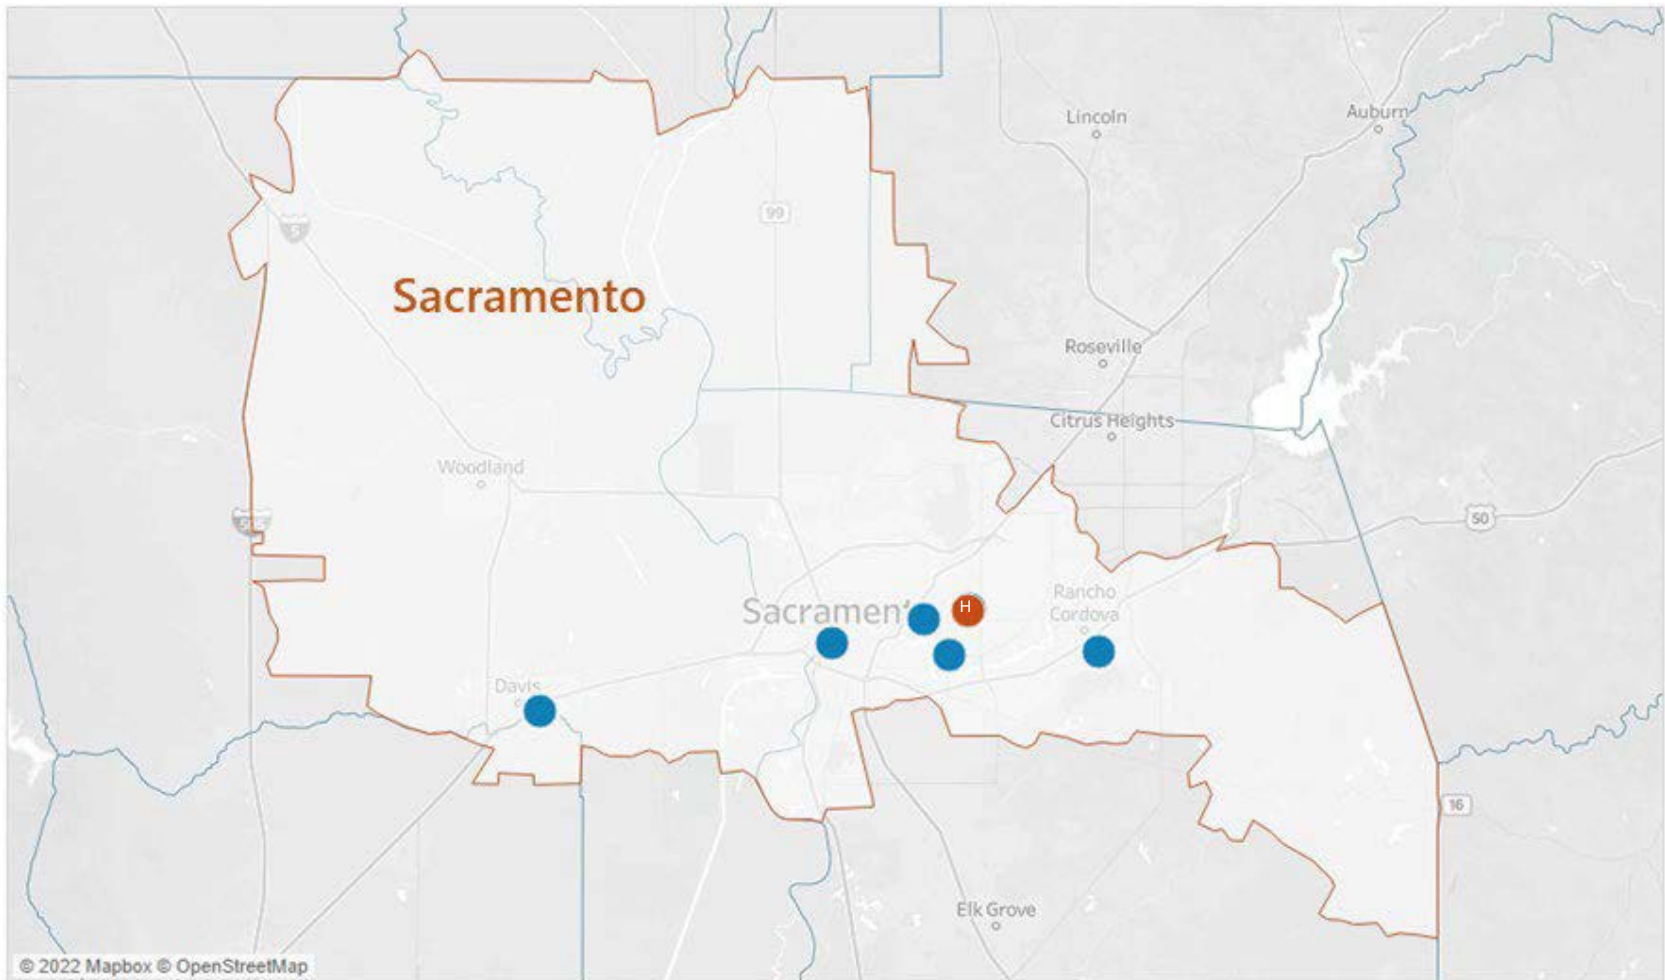 Lincoln
Auburn
99
5
Sacramento
Roseville
Citrus Heights
Woodland
50
Rancho
Cordova
Sacramen
H
Davis
16
Elk Grove
© 2022 Mapbox © OpenStreetMap